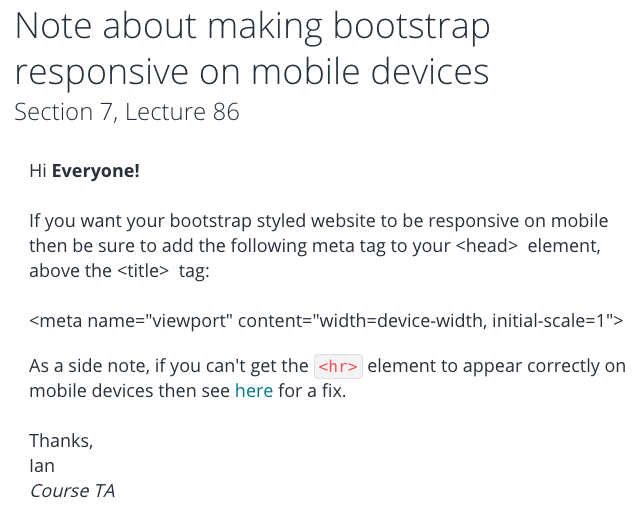 Note about making bootstrap
responsive on mobile devices
Section 7, Lecture 86
Hi Everyone!
If you want your bootstrap styled website to be responsive on mobile
then be sure to add the following meta tag to your <head>  element,
above the <title>  tag:
<meta name="viewport" content="width=device-width, initial-scale=1">
As a side note, if you can't get the <hr> element to appear correctly on
mobile devices then see here for a fix.
Thanks,
Ian
Course TA